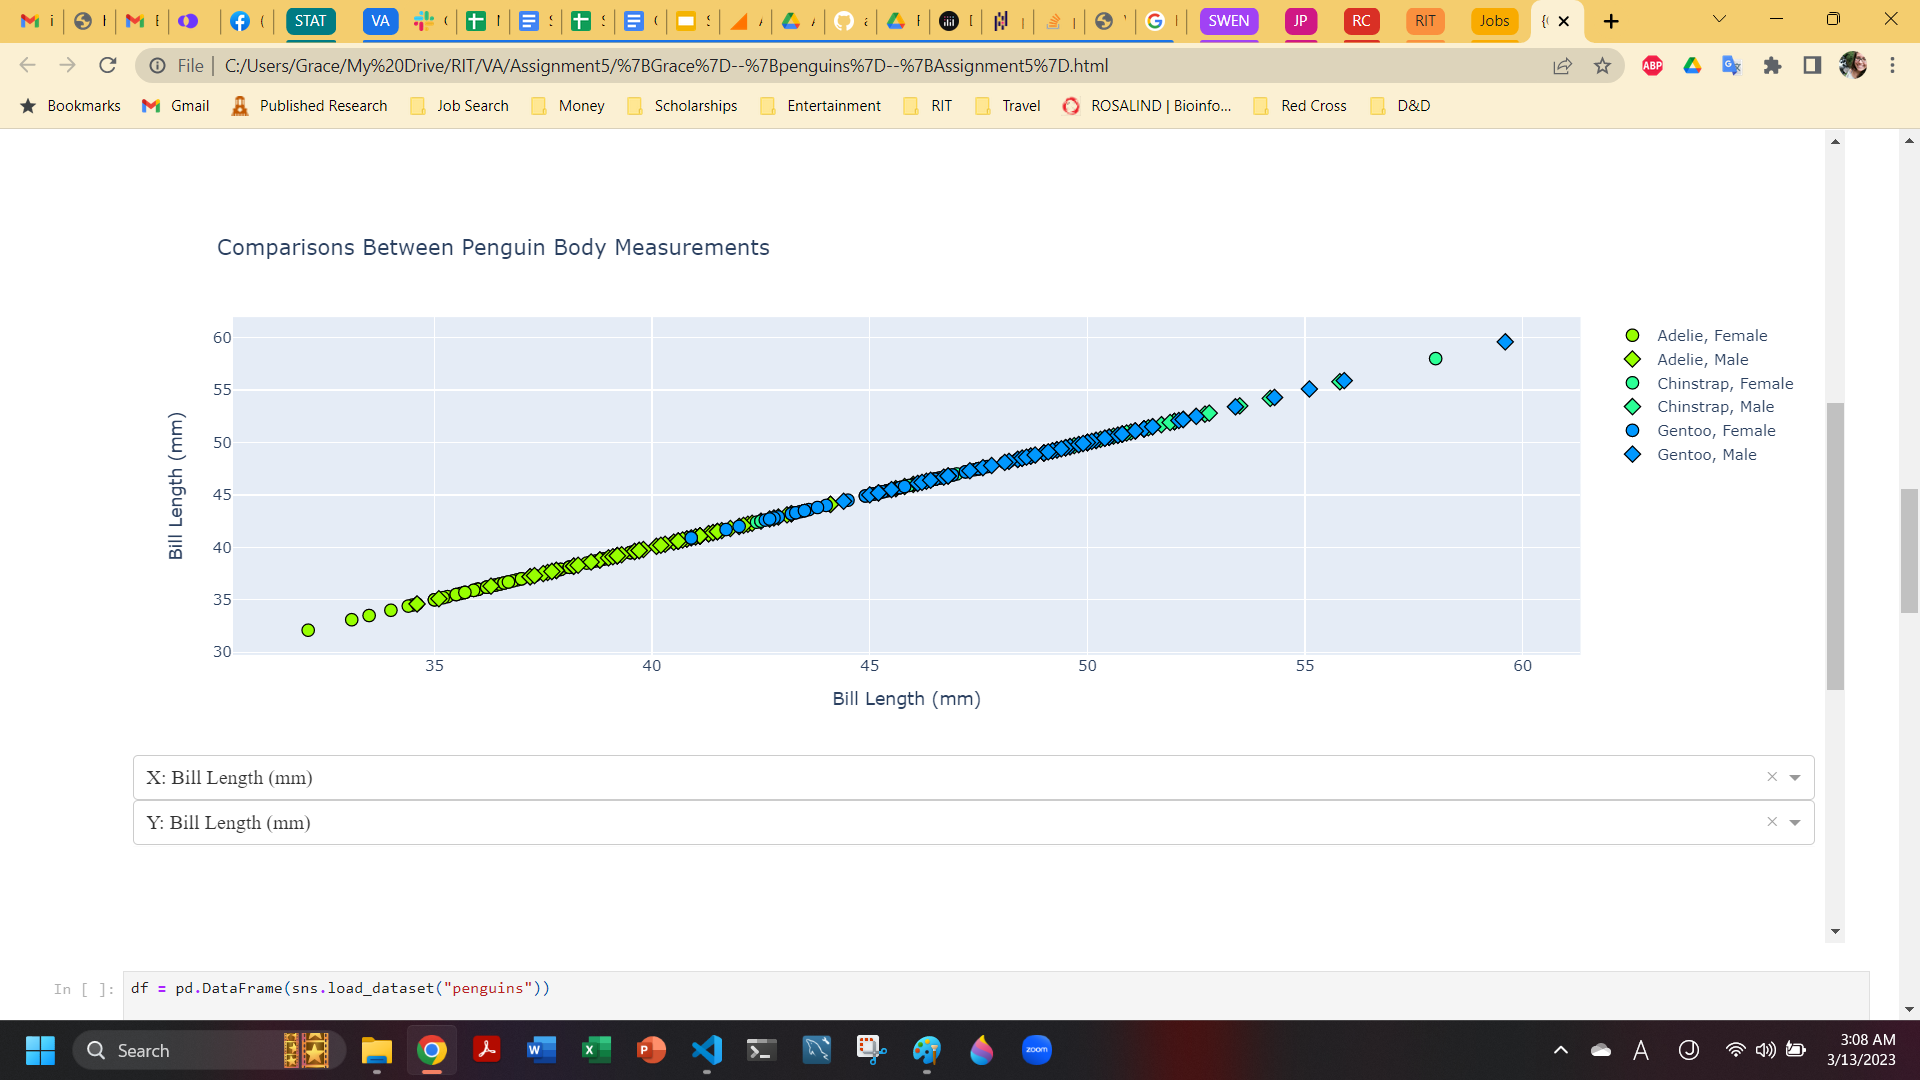 STAT
VA
SWEN
JP
RC
RIT
Jobs
File | C:/Users/Grace/My%20Drive/RIT/VA/Assignment5/%7BGrace%7D--%7Bpenguins%7D--%7BAssignment5%7D.html
ABP
Bookmarks Gmail Published Research Job Search Money Scholarships Entertainment RIT Travel ROSALIND | Bioinfo... Red Cross D&D
Comparisons Between Penguin Body Measurements
60
55
50
45
40
35
30
Bill Length (mm)
35 40 45 50 55 60
Bill Length (mm)
Adelie, Female
Adelie, Male
Chinstrap, Female
Chinstrap, Male
Gentoo, Female
Gentoo, Male
X: Bill Length (mm)
Y: Bill Length (mm)
In [ ]: df = pd.DataFrame(sns.load_dataset("penguins"))
Search
zoom
3:08 AM
3/13/2023